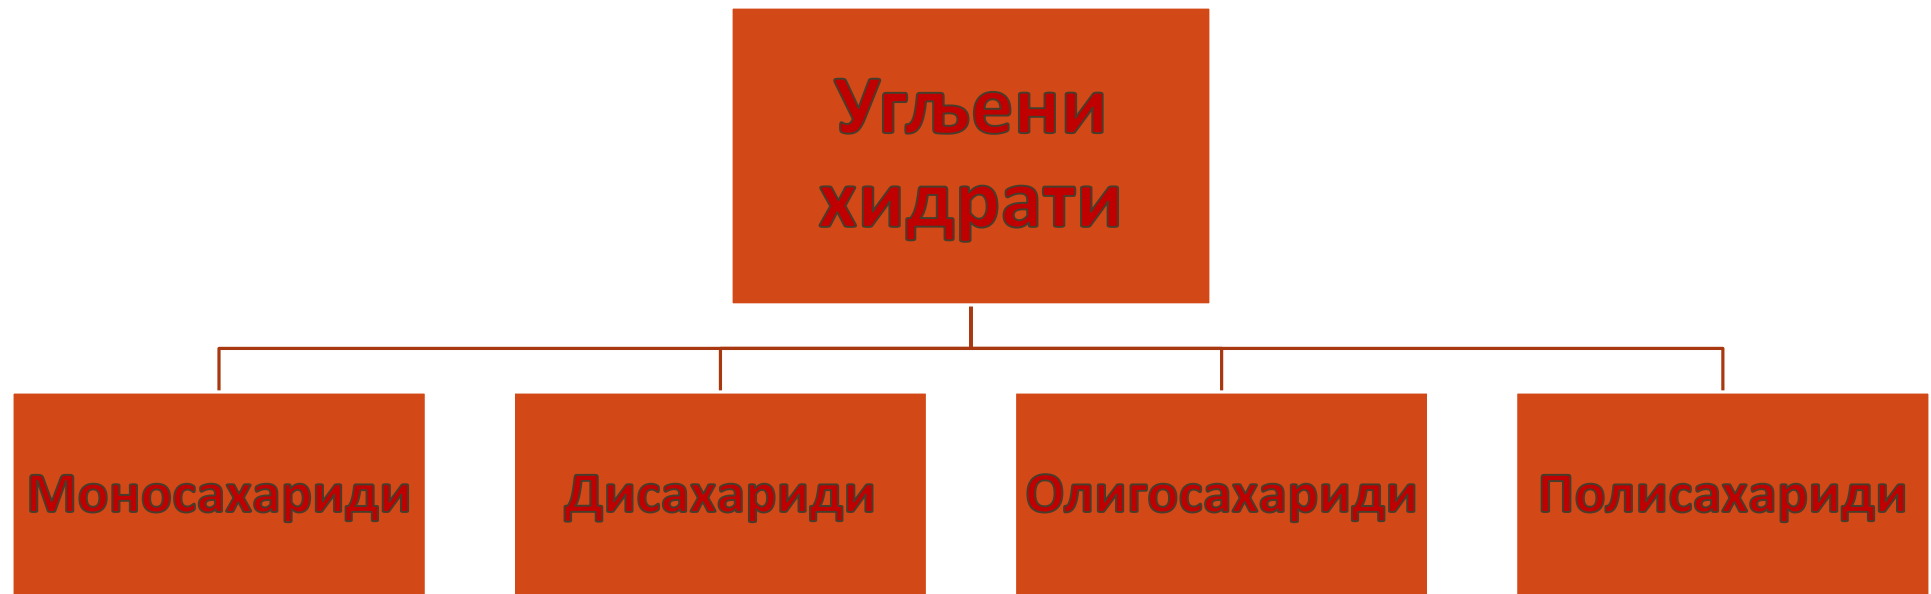 Угљени
хидрати
Моносахариди
Дисахариди
Олигосахариди
Полисахариди